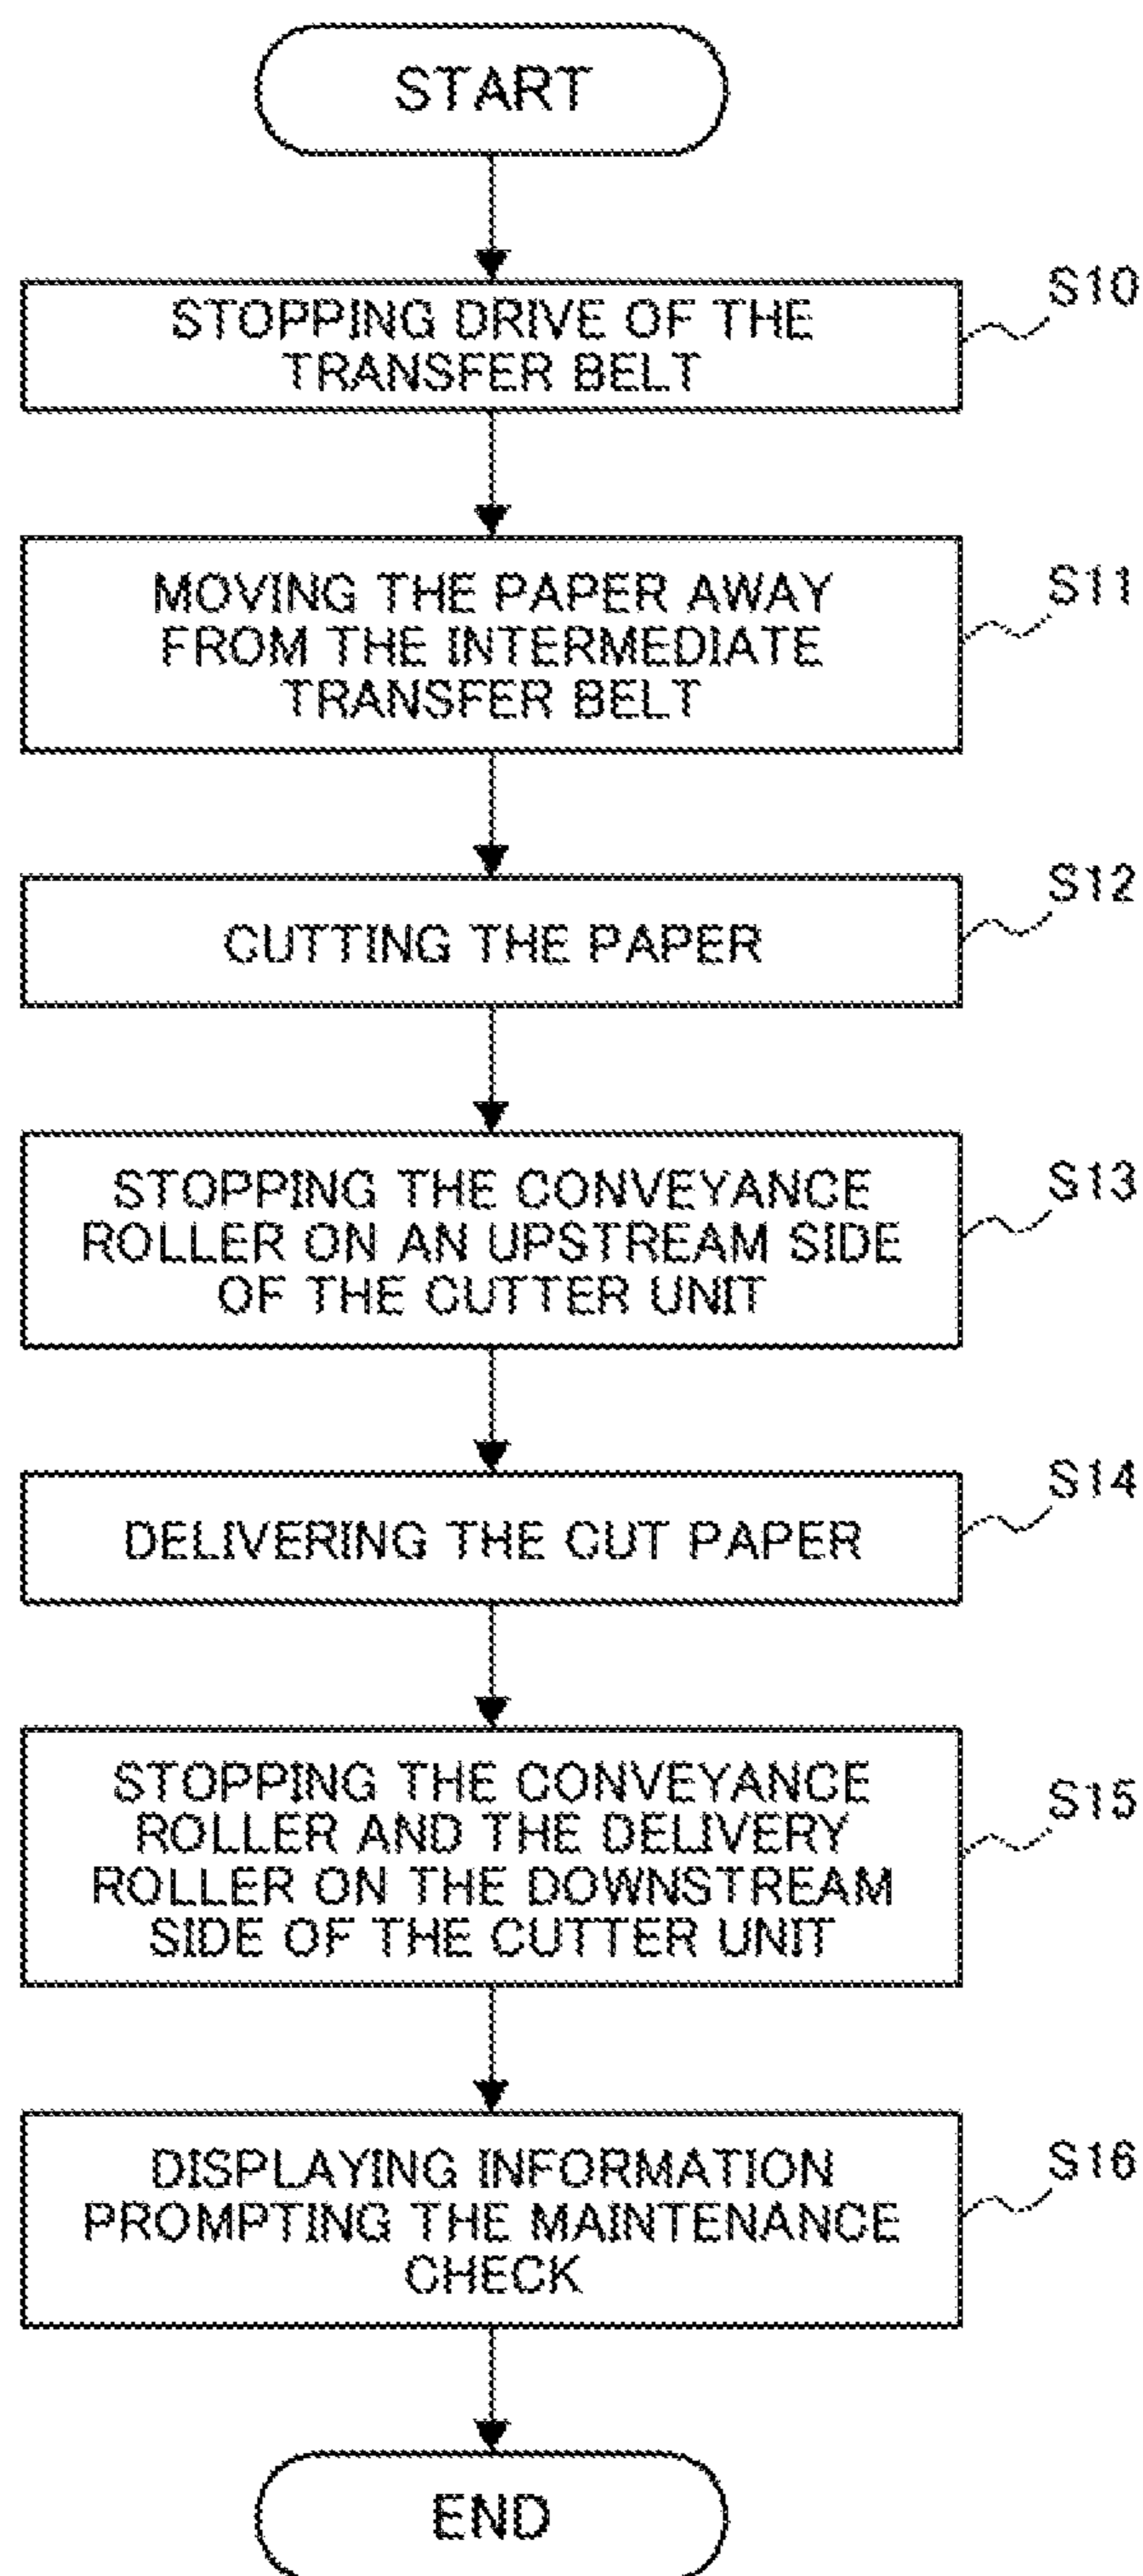 START
STOPPING DRIVE OF THE
TRANSFER BELT
S10
MOVING THE PAPER AWAY
FROM THE INTERMEDIATE
TRANSFER BELT
S11
CUTTING THE PAPER
S12
STOPPING THE CONVEYANCE
ROLLER ON AN UPSTREAM SIDE
OF THE CUTTER UNIT
S13
DELIVERING THE CUT PAPER
S14
STOPPING THE CONVEYANCE
ROLLER AND THE DELIVERY
ROLLER ON THE DOWNSTREAM
SIDE OF THE CUTTER UNIT
S15
DISPLAYING INFORMATION
PROMPTING THE MAINTENANCE
CHECK
S16
END